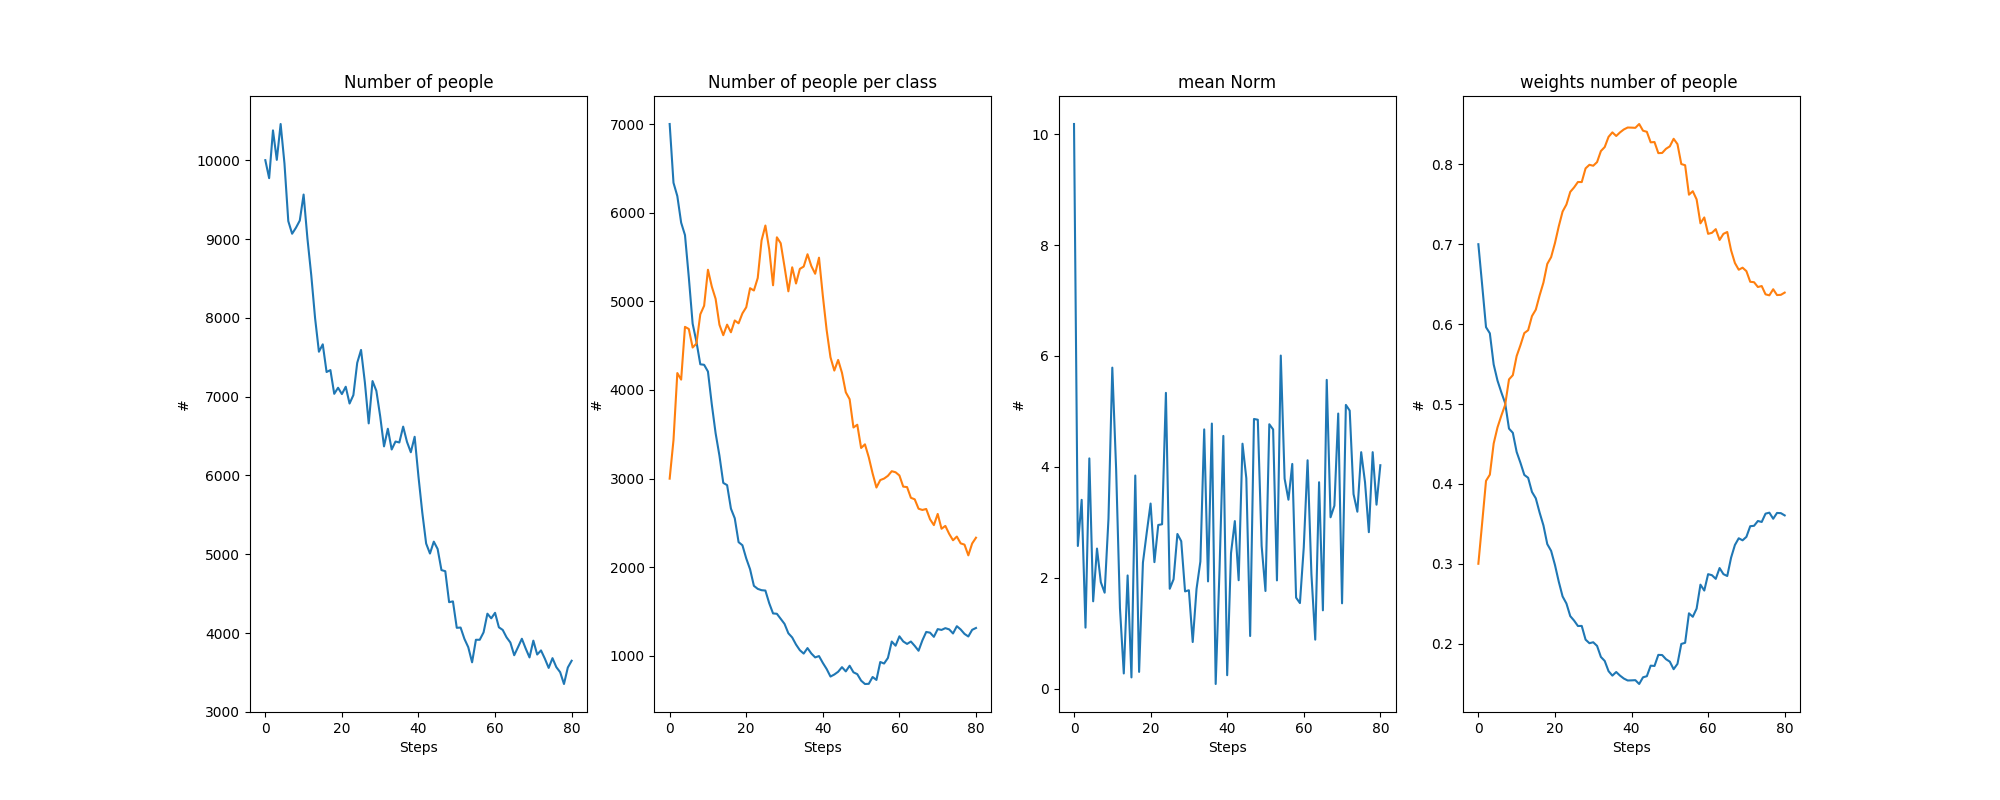 Number of people
10000
9000
8000
7000
6000
5000
4000
3000
#
0 20 40 60 80
Steps
Number of people per class
7000
6000
5000
4000
3000
2000
1000
#
0 20 40 60 80
Steps
mean Norm
10
8
6
4
2
0
#
0 20 40 60 80
Steps
weights number of people
0.8
0.7
0.6
0.5
0.4
0.3
0.2
#
0 20 40 60 80
Steps